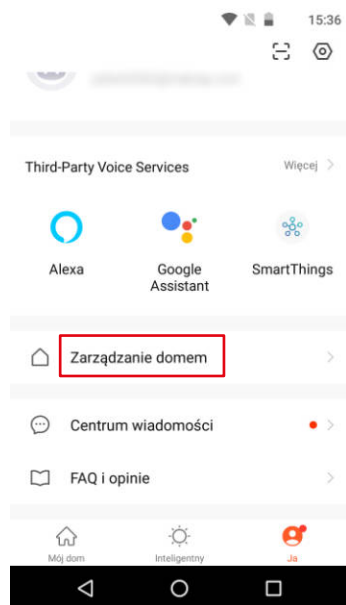 15:36
Third-Party Voice Services
Więcej
Alexa
Google
Assistant
SmartThings
Zarządzanie domem
Centrum wiadomości
FAQ i opinie
Mój dom
Inteligentny
Ja